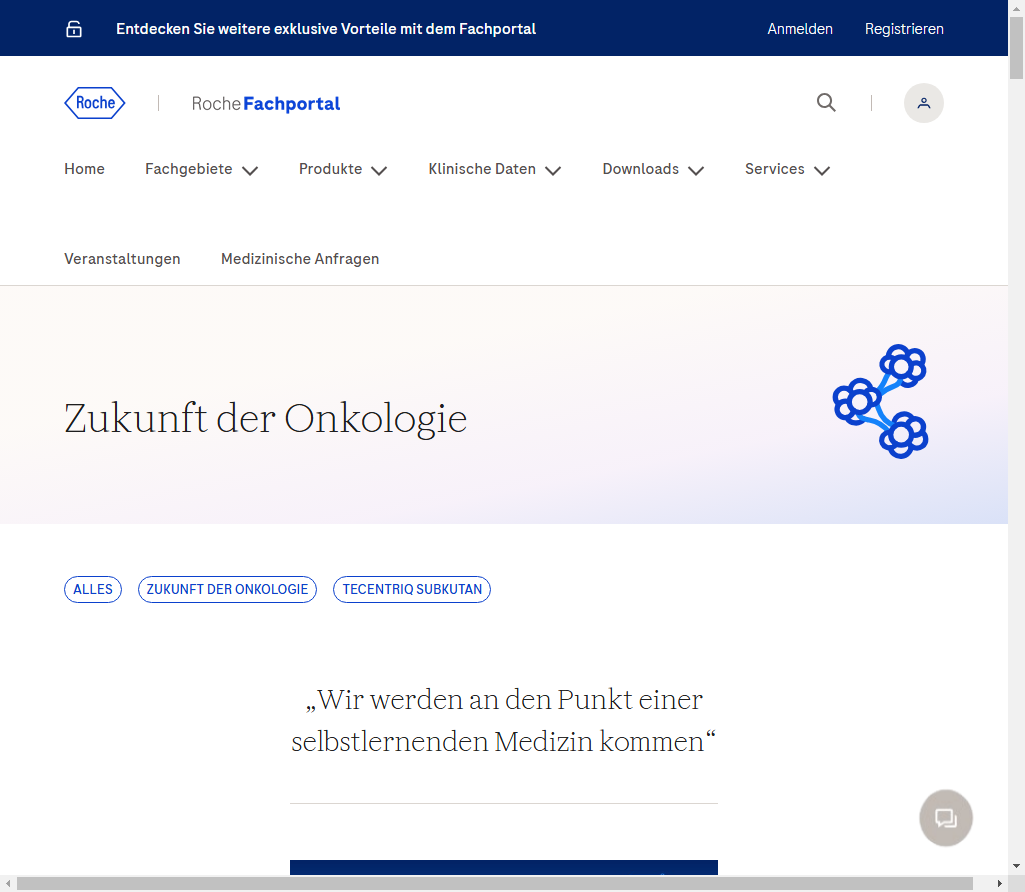 Entdecken Sie weitere exklusive Vorteile mit dem Fachportal
Anmelden
Registrieren
Roche
Roche Fachportal
Home
Fachgebiete
Produkte
Klinische Daten
Downloads
Services
Veranstaltungen
Medizinische Anfragen
Zukunft der Onkologie
ALLES
ZUKUNFT DER ONKOLOGIE
TECENTRIQ SUBKUTAN
„Wir werden an den Punkt einer
selbstlernenden Medizin kommen“